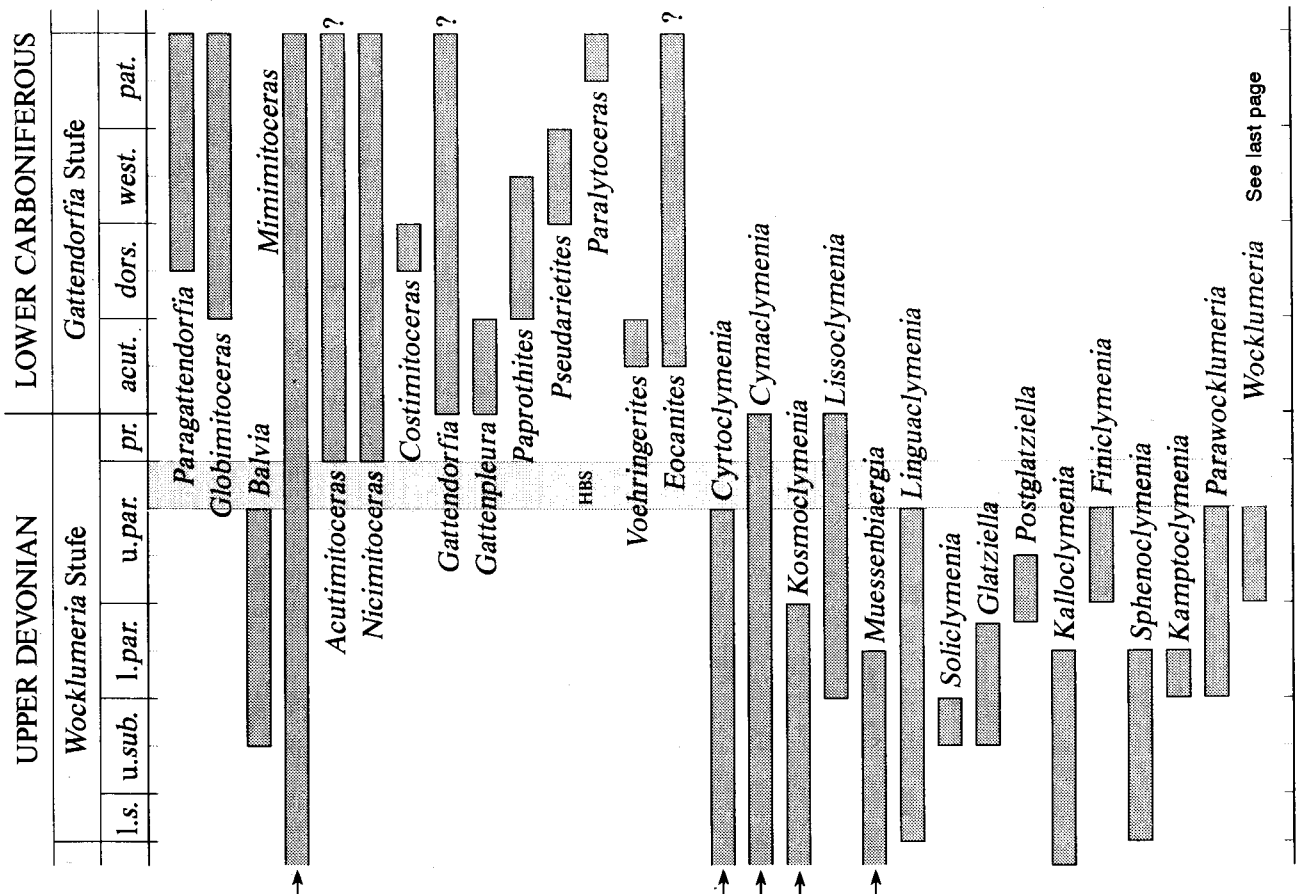 UPPER DEVONIAN
LOWER CARBONIFEROUS
Wocklumeria Stufe
Gattendorfia Stufe
l.s.
u.sub.
l.par.
u.par.
pr.
acut.
dors.
west.
pat.
Paragattendorfia
Globimitoceras
Balvia
Mimimitoceras
Acutimitoceras
?
Nicimitoceras
Costimitoceras
Gattendorfia
?
Gattenpleura
Paprothites
Pseudarietites
Paralytoceras
HBS
Voehringerites
Eocanites
?
Cyrtoclymenia
Cymaclymenia
Kosmoclymenia
Lissoclymenia
Muessenbiaergia
Linguaclymenia
Soliclymenia
Glatziella
Postglatziella
Kalloclymenia
Finiclymenia
Sphenoclymenia
Kamptoclymenia
Parawocklumeria
Wocklumeria
See last page